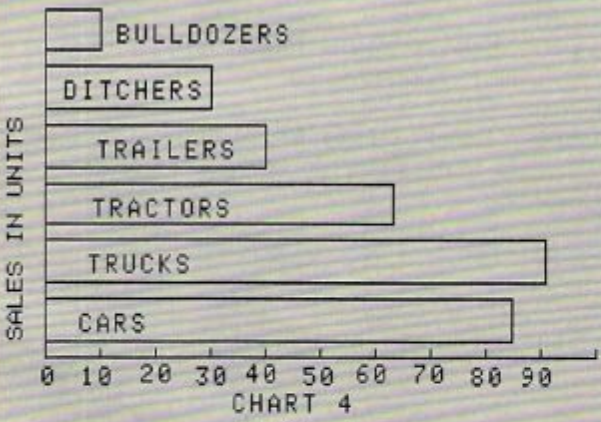 BULLDOZERS
DITCHERS
TRAILERS
TRACTORS
TRUCKS
CARS
SALES IN UNITS
0 10 20 30 40 50 60 70 80 90
CHART 4